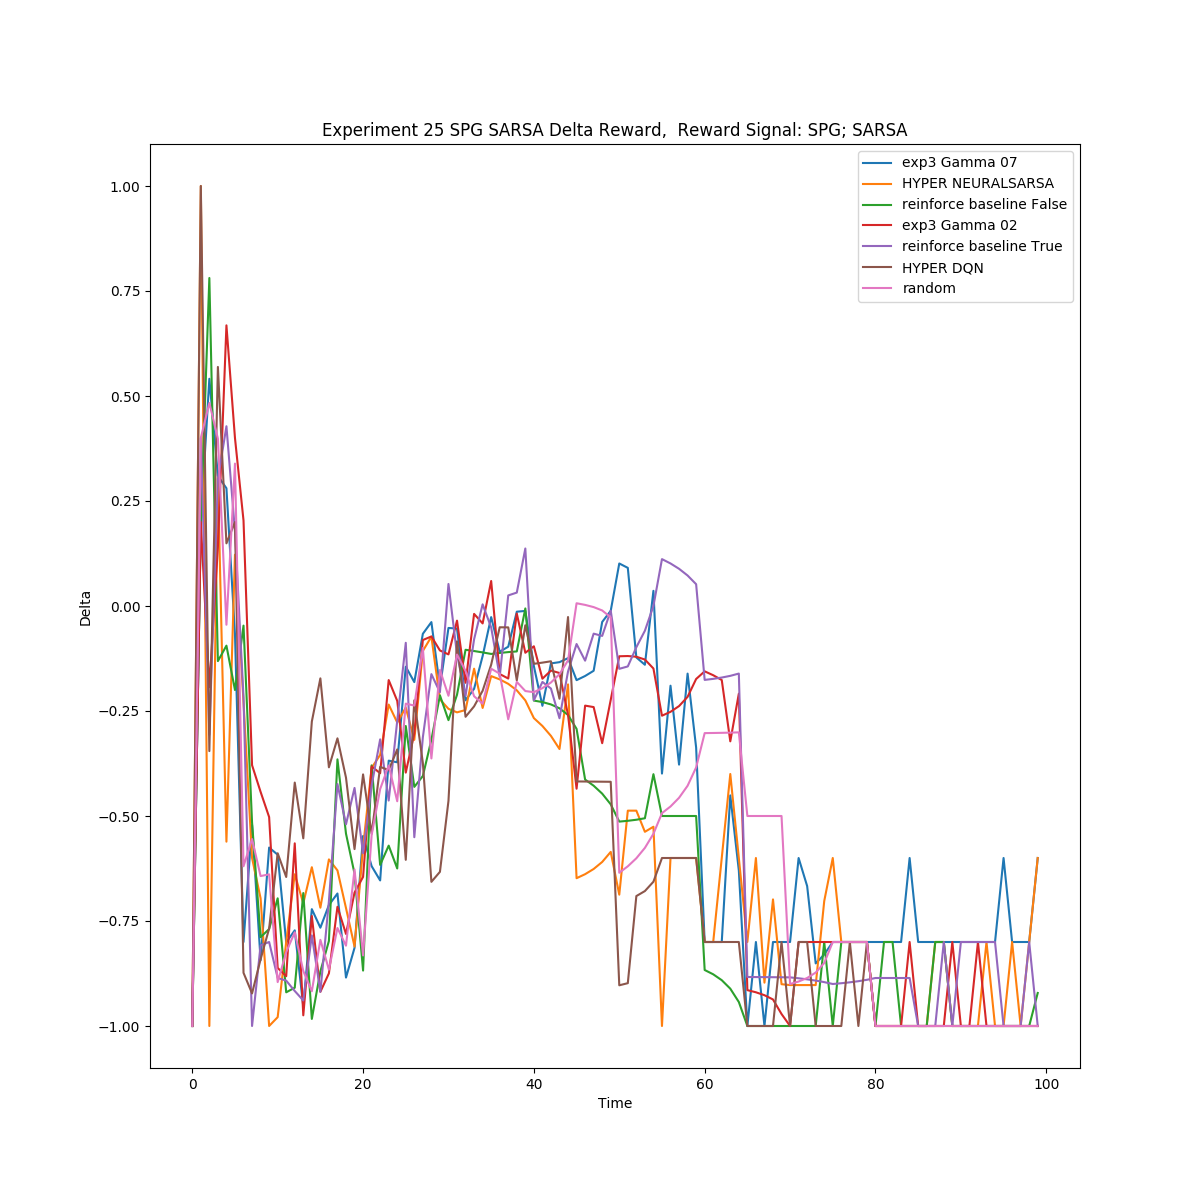 Experiment 25 SPG SARSA Delta Reward,  Reward Signal: SPG; SARSA
exp3 Gamma 07
HYPER NEURALSARSA
reinforce baseline False
exp3 Gamma 02
reinforce baseline True
HYPER DQN
random
1.00
0.75
0.50
0.25
0.00
−0.25
−0.50
−0.75
−1.00
Delta
0 20 40 60 80 100
Time